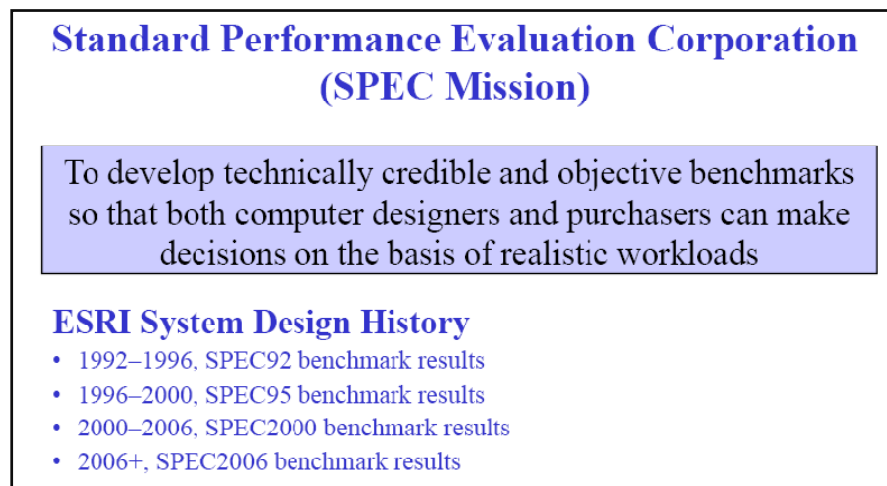 Standard Performance Evaluation Corporation
(SPEC Mission)
To develop technically credible and objective benchmarks
so that both computer designers and purchasers can make
decisions on the basis of realistic workloads
ESRI System Design History
• 1992–1996, SPEC92 benchmark results
• 1996–2000, SPEC95 benchmark results
• 2000–2006, SPEC2000 benchmark results
• 2006+, SPEC2006 benchmark results